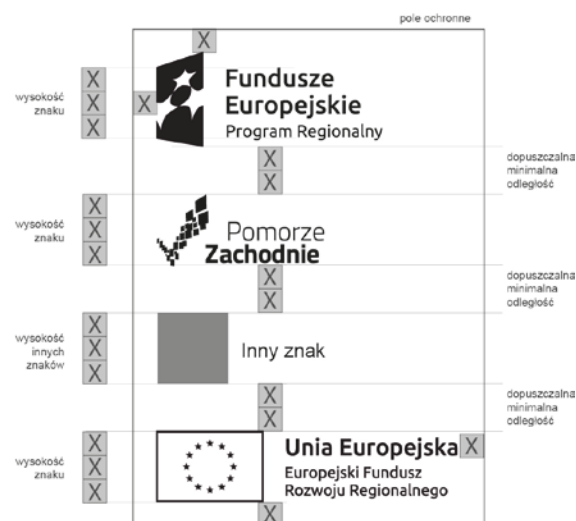 pole ochronne
X
X
X
X
X
wysokość
znaku
Fundusze
Europejskie
Program Regionalny
X
X
dopuszczalna
minimalna
odległość
X
X
X
wysokość
znaku
Pomorze
Zachodnie
X
X
dopuszczalna
minimalna
odległość
X
X
X
wysokość
innych
znaków
Inny znak
X
X
dopuszczalna
minimalna
odległość
X
X
X
wysokość
znaku
Unia Europejska
X
Europejski Fundusz
Rozwoju Regionalnego
X